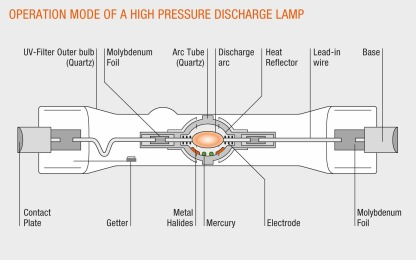 OPERATION MODE OF A HIGH PRESSURE DISCHARGE LAMP
UV-Filter Outer bulb
(Quartz)
Molybdenum
Foil
Arc Tube
(Quartz)
Discharge
arc
Heat
Reflector
Lead-in
wire
Base
Contact
Plate
Getter
Metal
Halides
Mercury
Electrode
Molybdenum
Foil